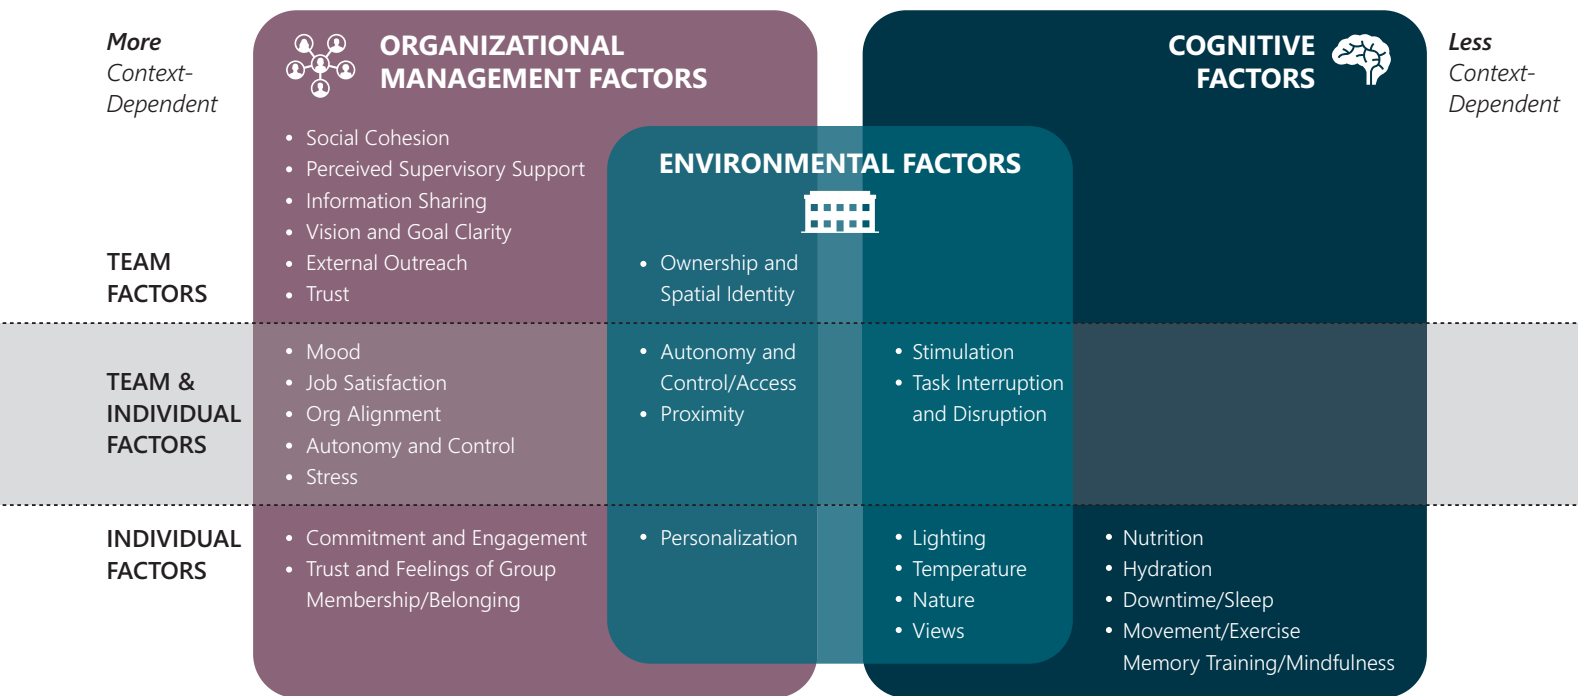 More
Context-
Dependent
ORGANIZATIONAL
MANAGEMENT FACTORS
COGNITIVE
FACTORS
Less
Context-
Dependent
ENVIRONMENTAL FACTORS
TEAM
FACTORS
• Social Cohesion
• Perceived Supervisory Support
• Information Sharing
• Vision and Goal Clarity
• External Outreach
• Trust
• Ownership and
Spatial Identity
TEAM &
INDIVIDUAL
FACTORS
• Mood
• Job Satisfaction
• Org Alignment
• Autonomy and Control
• Stress
• Autonomy and
Control/Access
• Proximity
• Stimulation
• Task Interruption
and Disruption
INDIVIDUAL
FACTORS
• Commitment and Engagement
• Trust and Feelings of Group
Membership/Belonging
• Personalization
• Lighting
• Temperature
• Nature
• Views
• Nutrition
• Hydration
• Downtime/Sleep
• Movement/Exercise
Memory Training/Mindfulness